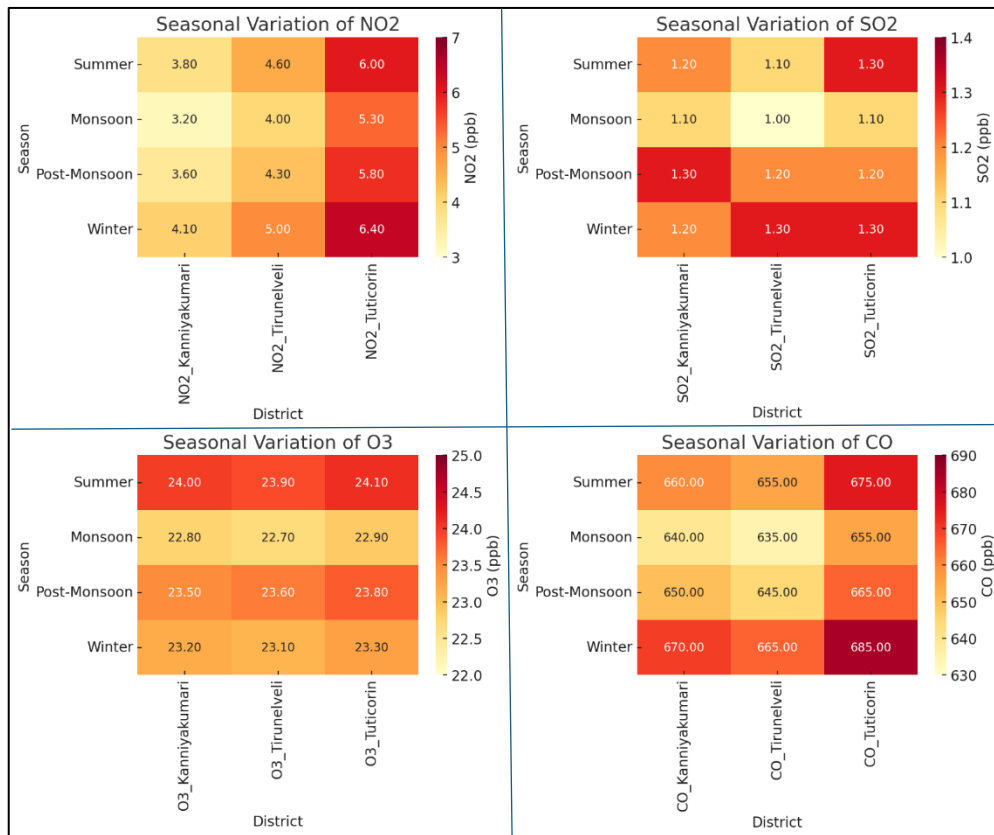 Seasonal Variation of NO2
Season
Summer 3.80 4.60 6.00
Monsoon 3.20 4.00 5.30
Post-Monsoon 3.60 4.30 5.80
Winter 4.10 5.00 6.40
NO2_Kanniyakumari
NO2_Tirunelveli
NO2_Tuticorin
District
7
6
5
4
3
NO2 (ppb)
Seasonal Variation of SO2
Season
Summer 1.20 1.10 1.30
Monsoon 1.10 1.00 1.10
Post-Monsoon 1.30 1.20 1.20
Winter 1.20 1.30 1.30
SO2_Kanniyakumari
SO2_Tirunelveli
SO2_Tuticorin
District
1.4
1.3
1.2
1.1
1.0
SO2 (ppb)
Seasonal Variation of O3
Season
Summer 24.00 23.90 24.10
Monsoon 22.80 22.70 22.90
Post-Monsoon 23.50 23.60 23.80
Winter 23.20 23.10 23.30
O3_Kanniyakumari
O3_Tirunelveli
O3_Tuticorin
District
25.0
24.5
24.0
23.5
23.0
22.5
22.0
O3 (ppb)
Seasonal Variation of CO
Season
Summer 660.00 655.00 675.00
Monsoon 640.00 635.00 655.00
Post-Monsoon 650.00 645.00 665.00
Winter 670.00 665.00 685.00
CO_Kanniyakumari
CO_Tirunelveli
CO_Tuticorin
District
690
680
670
660
650
640
630
CO (ppb)